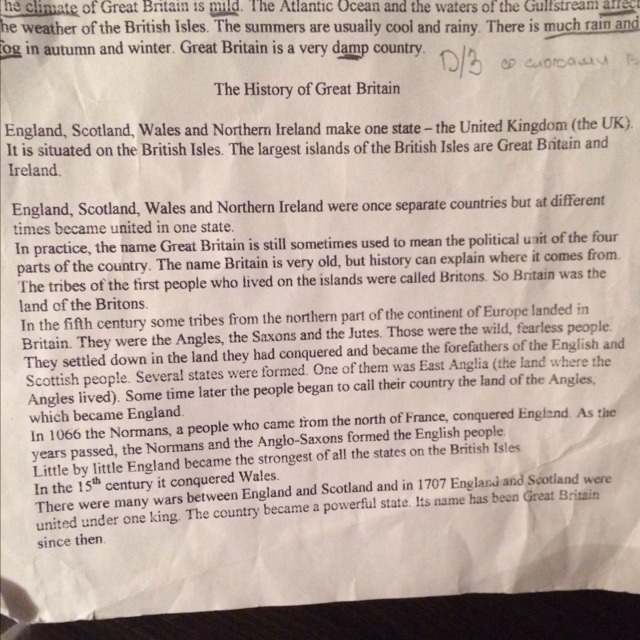 The climate of Great Britain is mild. The Atlantic Ocean and the waters of the Gulfstream affect
the weather of the British Isles. The summers are usually cool and rainy. There is much rain and
fog in autumn and winter. Great Britain is a very damp country.
D/З со
The History of Great Britain
England, Scotland, Wales and Northern Ireland make one state – the United Kingdom (the UK).
It is situated on the British Isles. The largest islands of the British Isles are Great Britain and
Ireland.
England, Scotland, Wales and Northern Ireland were once separate countries but at different
times became united in one state.
In practice, the name Great Britain is still sometimes used to mean the political unit of the four
parts of the country. The name Britain is very old, but history can explain where it comes from.
The tribes of the first people who lived on the islands were called Britons. So Britain was the
land of the Britons.
In the fifth century some tribes from the northern part of the continent of Europe landed in
Britain. They were the Angles, the Saxons and the Jutes. Those were the wild, fearless people.
They settled down in the land they had conquered and became the forefathers of the English and
Scottish people. Several states were formed. One of them was East Anglia (the land where the
Angles lived). Some time later the people began to call their country the land of the Angles,
which became England.
In 1066 the Normans, a people who came from the north of France, conquered England. As the
years passed, the Normans and the Anglo-Saxons formed the English people.
Little by little England became the strongest of all the states on the British Isles
In the 15th century it conquered Wales.
There were many wars between England and Scotland and in 1707 England and Scotland were
united under one king. The country became a powerful state. Its name has been Great Britain
since then.